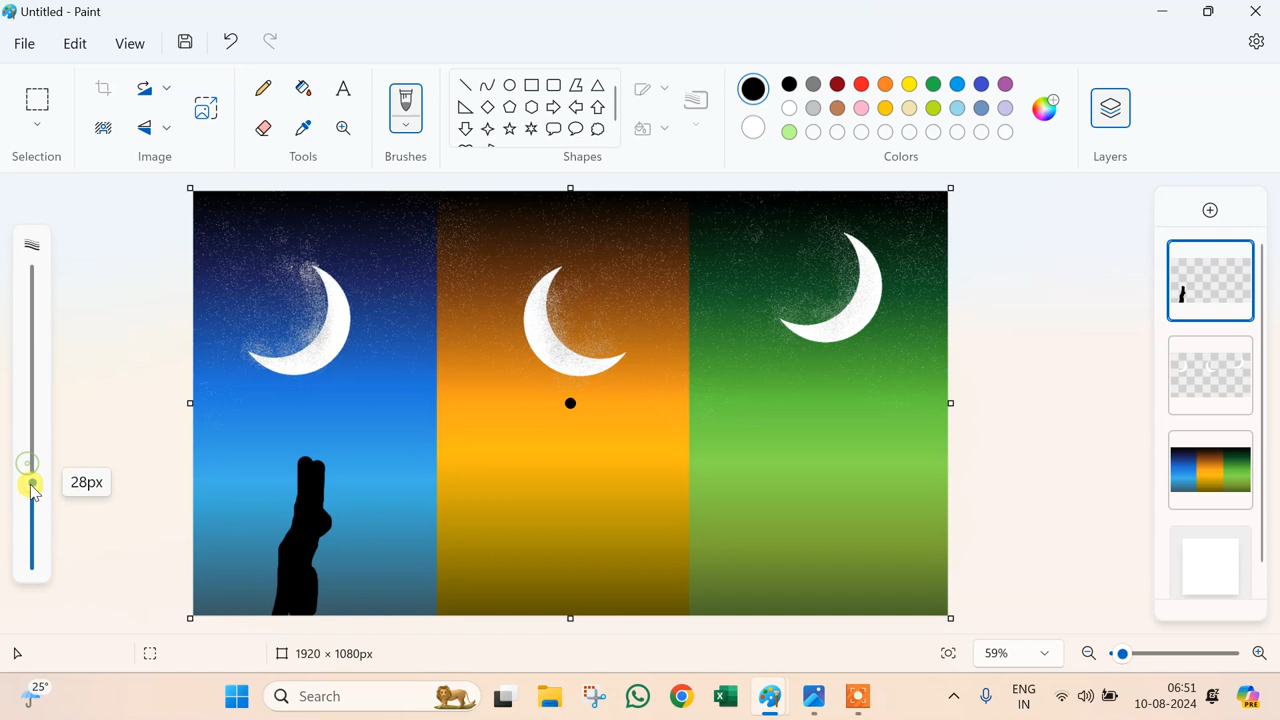 Untitled - Paint
File
Edit
View
Selection
Image
Tools
Brushes
Shapes
Colors
Layers
28px
1920 × 1080px
59%
25°
Search
ENG
IN
06:51
10-08-2024
PRE